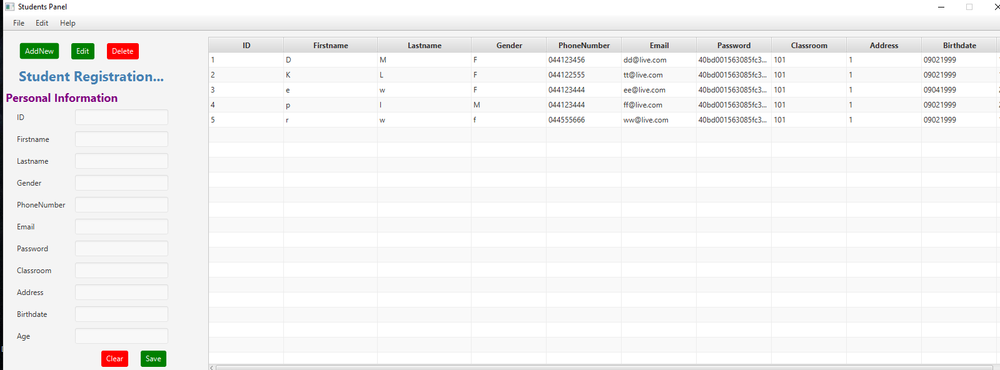 Students Panel
File Edit Help
AddNew Edit Delete
Student Registration...
Personal Information
ID
Firstname
Lastname
Gender
PhoneNumber
Email
Password
Classroom
Address
Birthdate
Age
Clear Save
ID Firstname Lastname Gender PhoneNumber Email Password Classroom Address Birthdate
1 D M F 044123456 dd@live.com 40bd001563085fc3... 101 1 09021999
2 K L F 044122555 tt@live.com 40bd001563085fc3... 101 1 09021999
3 e w F 044123444 ee@live.com 40bd001563085fc3... 101 1 09041999
4 p l M 044123444 ff@live.com 40bd001563085fc3... 101 1 09021999
5 r w f 044555666 ww@live.com 40bd001563085fc3... 101 1 09021999